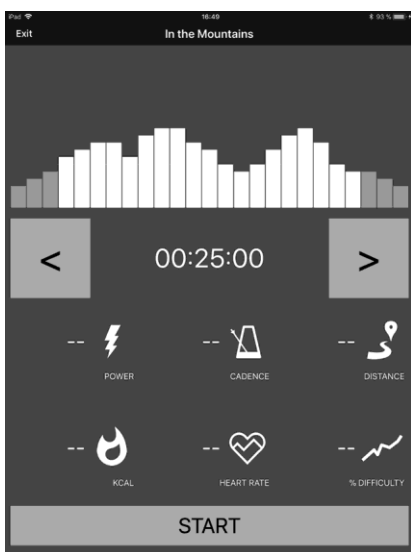 iPad 16:49 93 %
Exit In the Mountains
< 00:25:00 >
-- -- --
POWER CADENCE DISTANCE
-- -- --
KCAL HEART RATE % DIFFICULTY
START